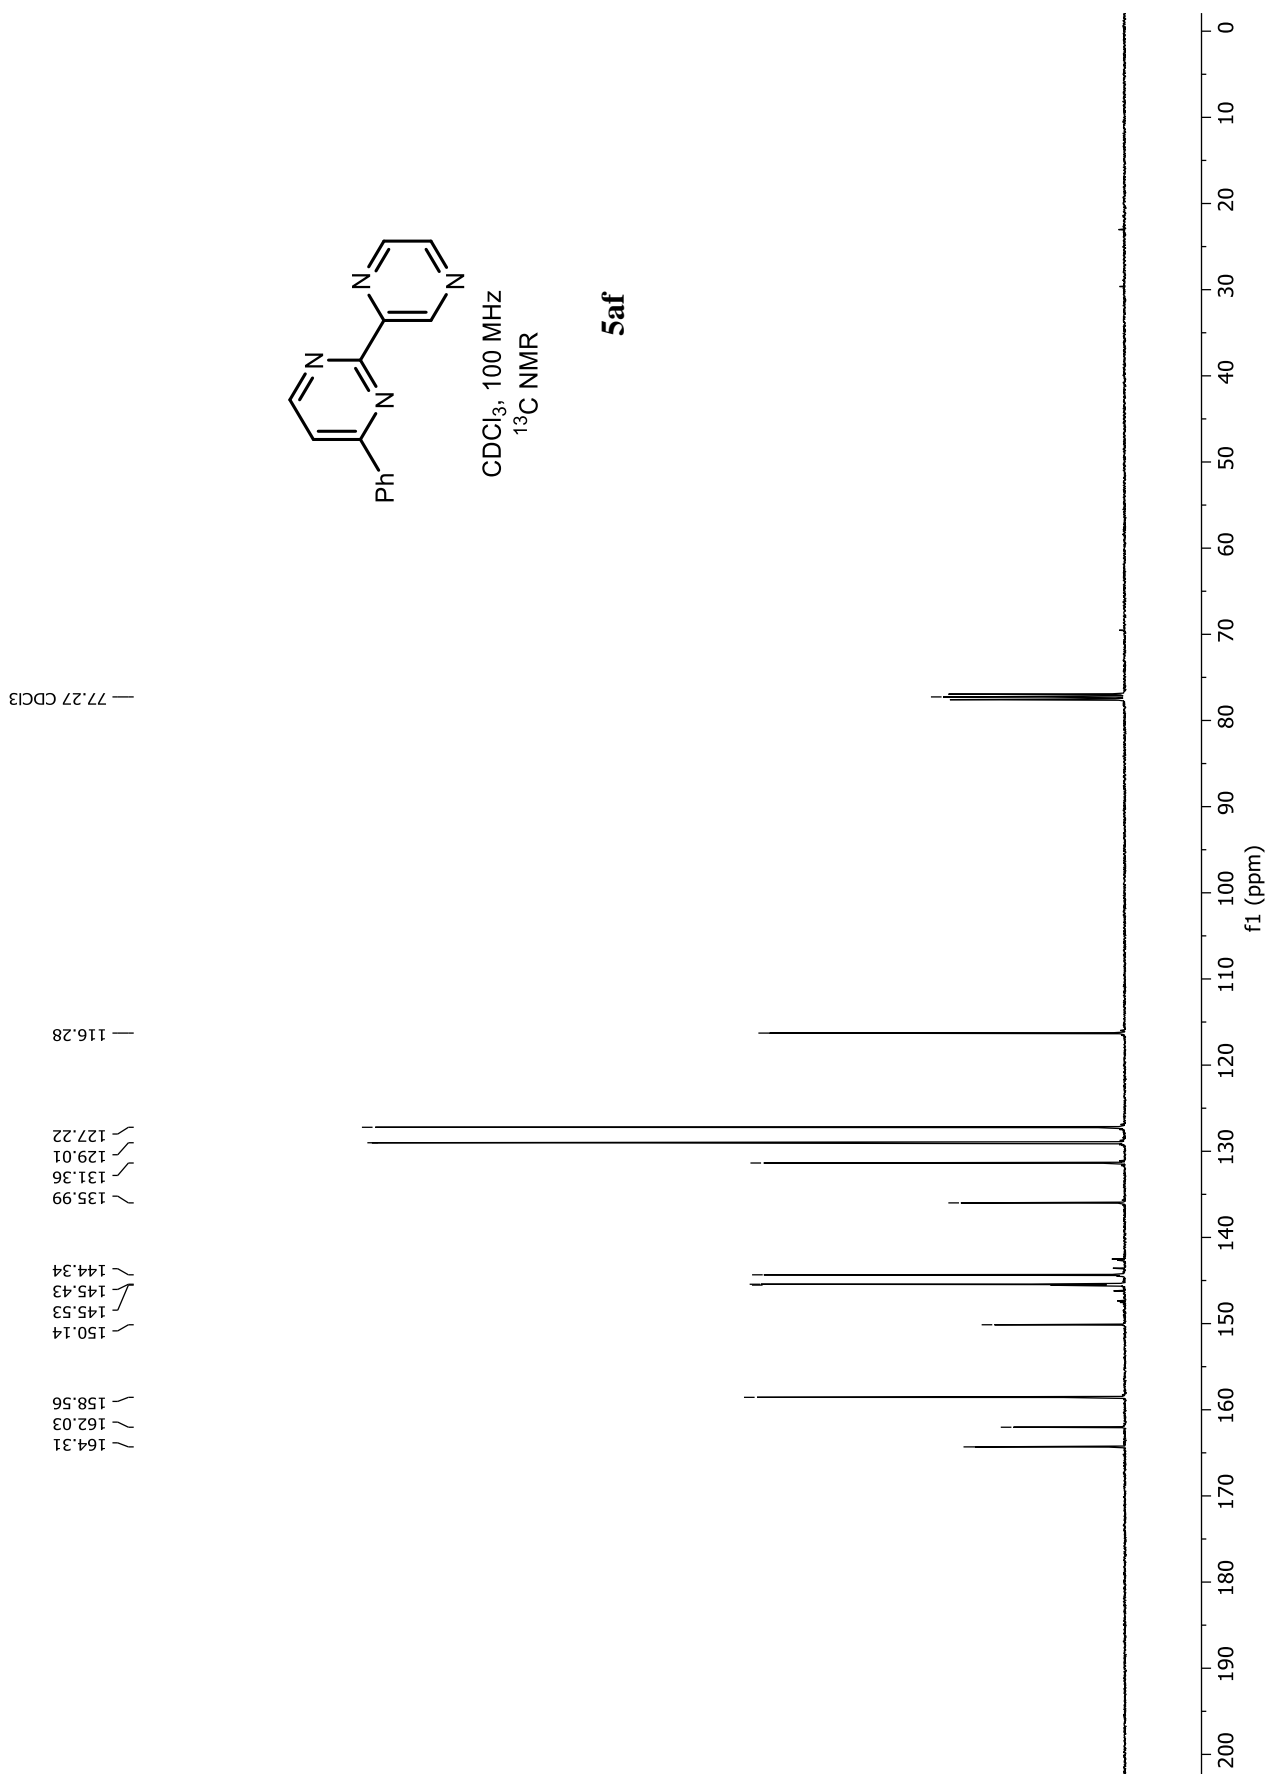 164.31
162.03
158.56
150.14
145.53
145.43
144.34
135.99
131.36
129.01
127.22
116.28
77.27 CDCl3
Ph
N
N
N
N
CDCl₃, 100 MHz
¹³C NMR
5af
200 190 180 170 160 150 140 130 120 110 100 90 80 70 60 50 40 30 20 10 0
f1 (ppm)